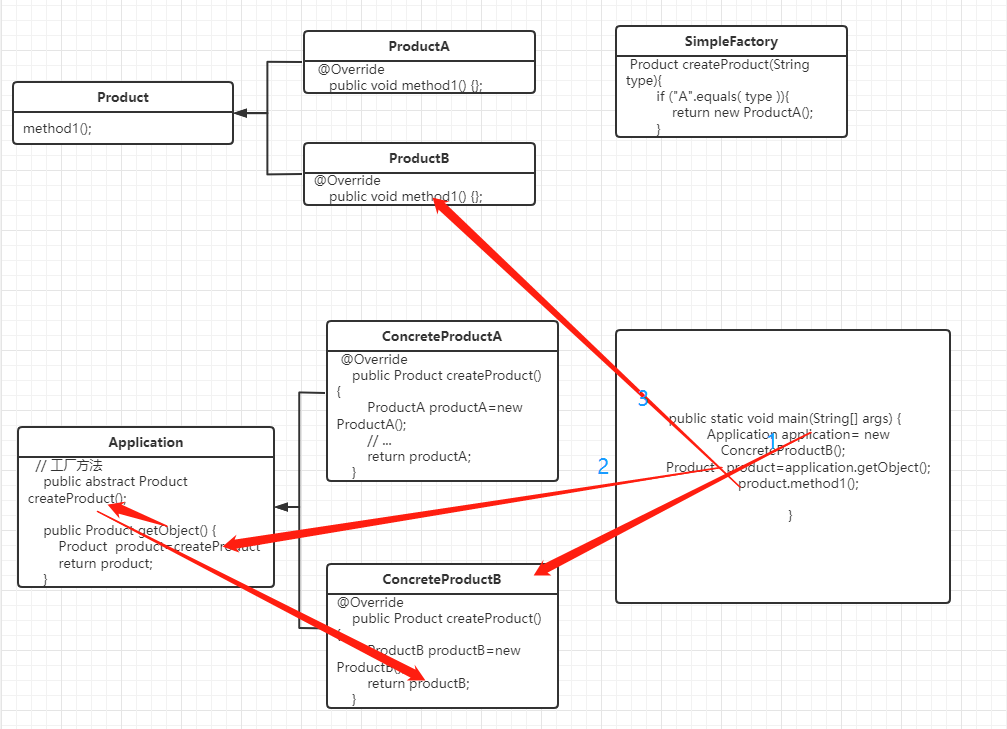 Product
method1();
ProductA
@Override
public void method1() {};
ProductB
@Override
public void method1() {};
SimpleFactory
Product createProduct(String
type){
if ("A".equals( type )){
return new ProductA();
}
Application
// 工厂方法
public abstract Product
createProduct();
public Product getObject() {
Product product=createProduct
return product;
}
ConcreteProductA
@Override
public Product createProduct()
{
ProductA productA=new
ProductA();
// ...
return productA;
}
ConcreteProductB
@Override
public Product createProduct()
{
ProductB productB=new
ProductB();
return productB;
}
public static void main(String[] args) {
Application application= new
ConcreteProductB();
Product product=application.getObject();
product.method1();
}
1
2
3